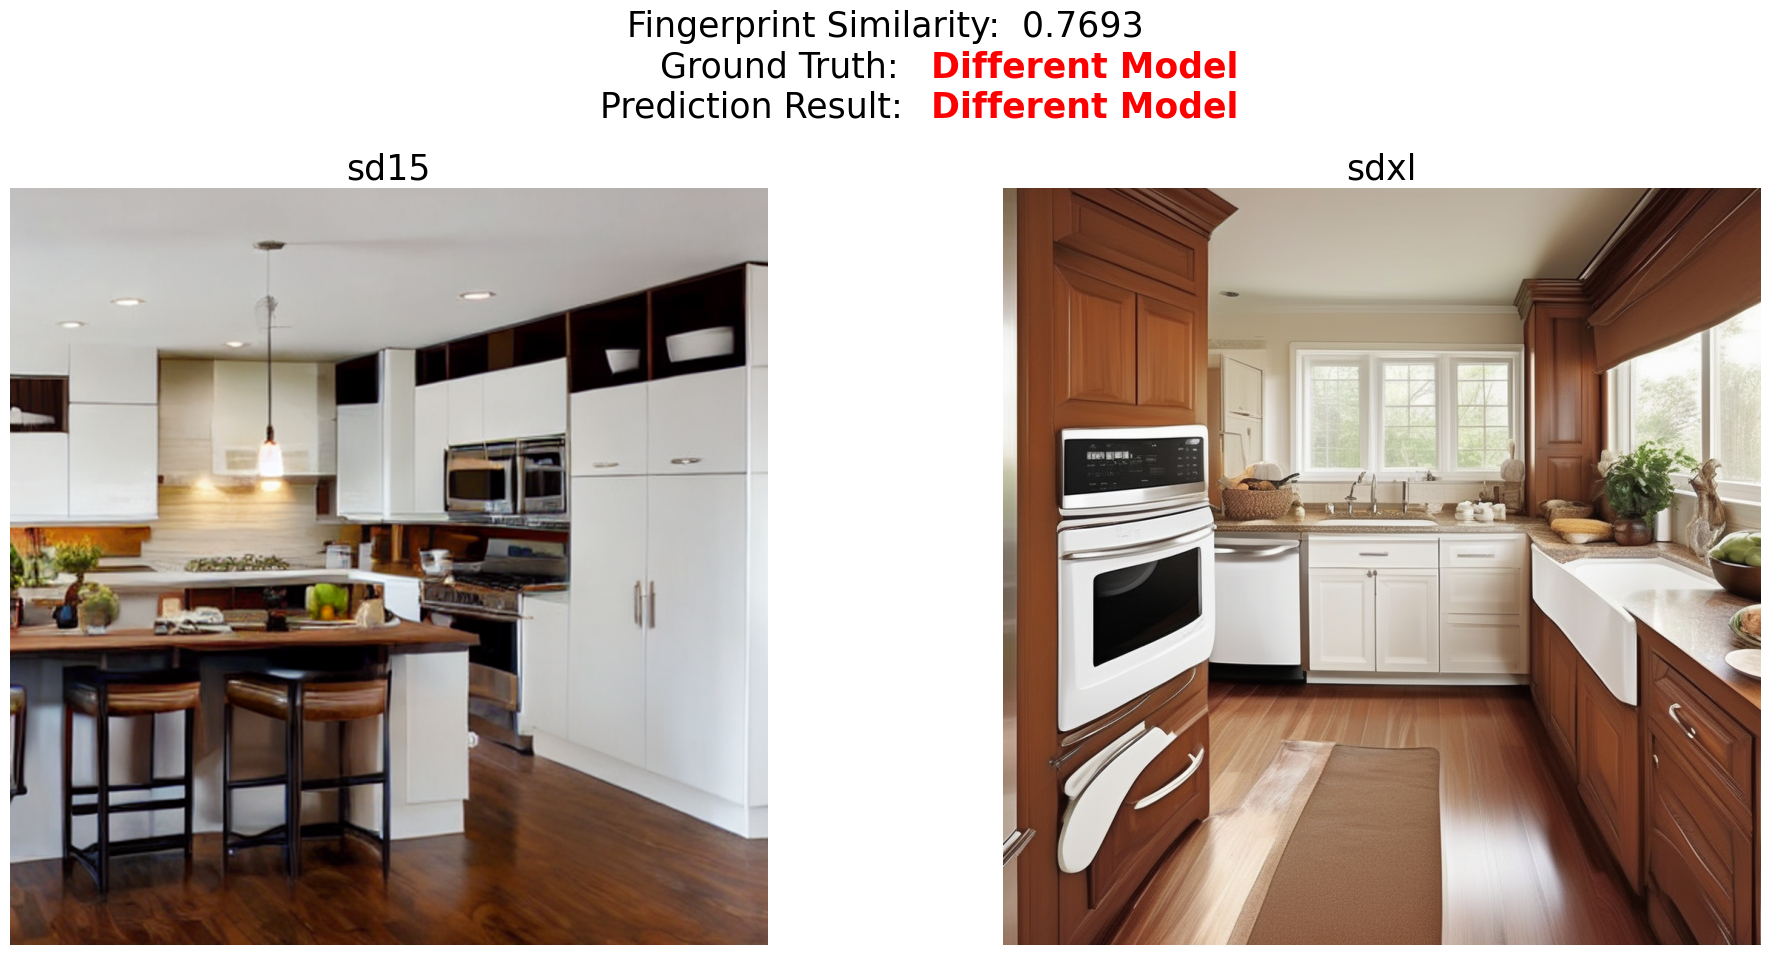 Fingerprint Similarity: 0.7693
Ground Truth: Different Model
Prediction Result: Different Model
sd15
sdxl